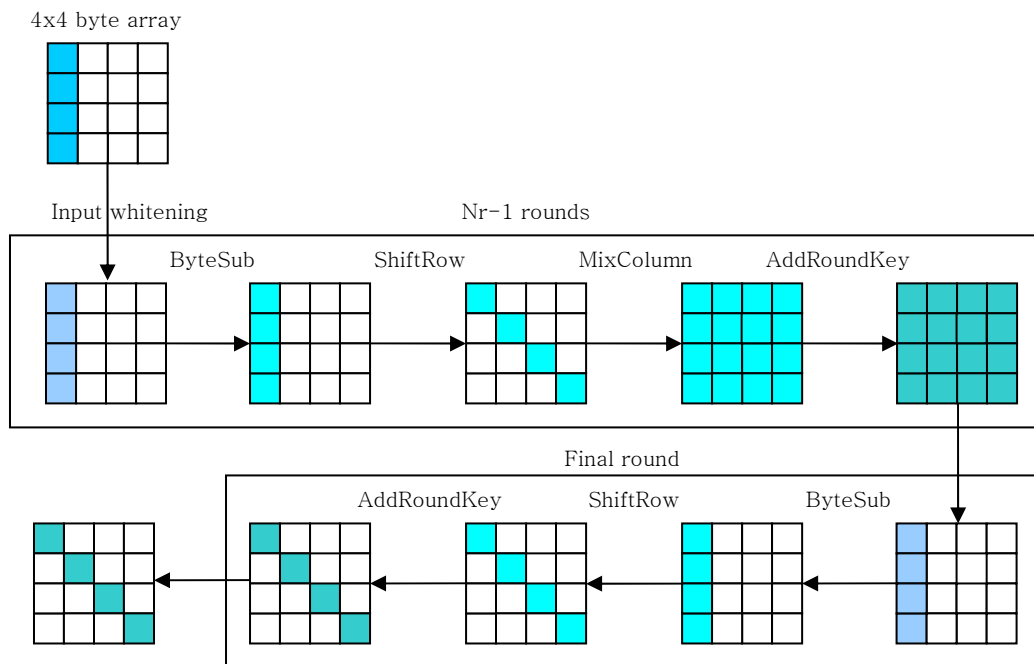 4x4 byte array
Input whitening
Nr-1 rounds
ByteSub
ShiftRow
MixColumn
AddRoundKey
Final round
AddRoundKey
ShiftRow
ByteSub